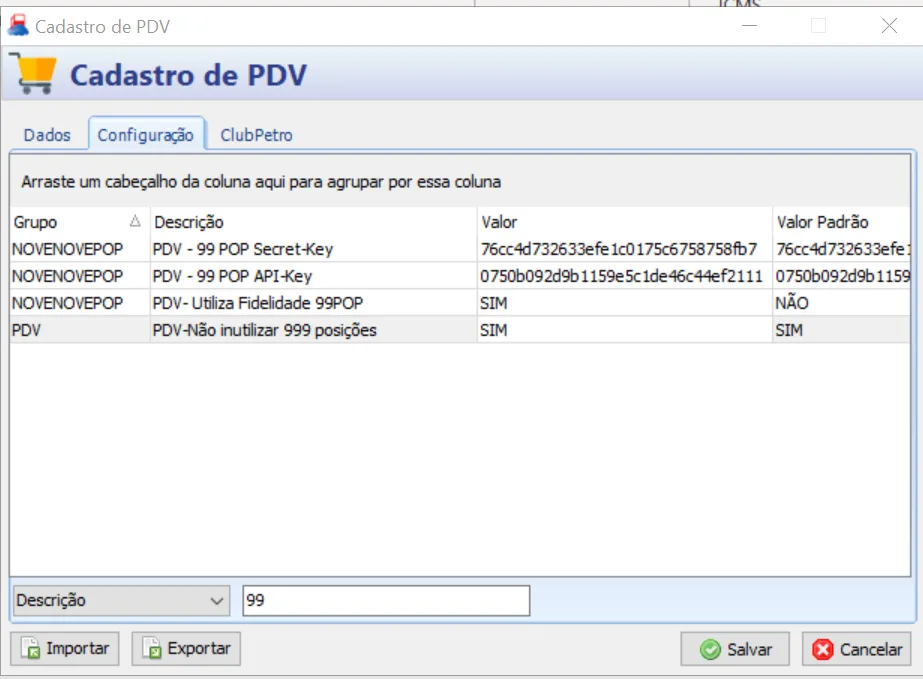 ICMS
Cadastro de PDV
Cadastro de PDV
Dados Configuração ClubPetro
Arraste um cabeçalho da coluna aqui para agrupar por essa coluna
Grupo Descrição Valor Valor Padrão
NOVENOVEPOP PDV - 99 POP Secret-Key 76cc4d732633efe1c0175c6758758fb7 76cc4d732633efe1
NOVENOVEPOP PDV - 99 POP API-Key 0750b092d9b1159e5c1de46c44ef2111 0750b092d9b1159
NOVENOVEPOP PDV- Utiliza Fidelidade 99POP SIM NÃO
PDV PDV-Não inutilizar 999 posições SIM SIM
Descrição 99
Importar Exportar Salvar Cancelar